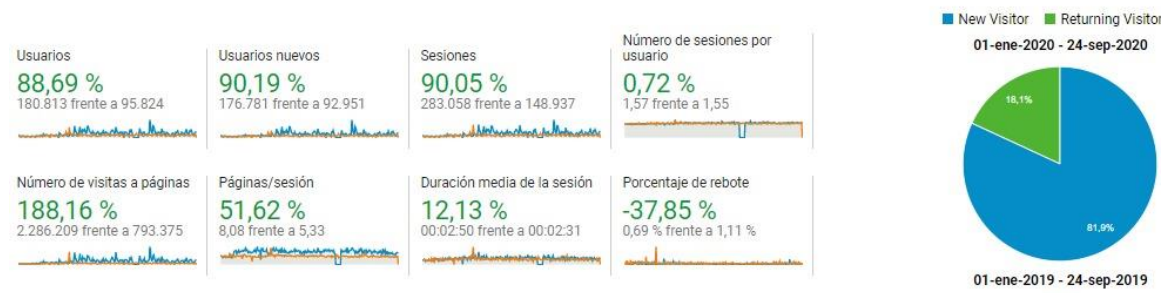 Usuarios
88,69 %
180.813 frente a 95.824
Usuarios nuevos
90,19 %
176.781 frente a 92.951
Sesiones
90,05 %
283.058 frente a 148.937
Número de sesiones por
usuario
0,72 %
1,57 frente a 1,55
Número de visitas a páginas
188,16 %
2.286.209 frente a 793.375
Páginas/sesión
51,62 %
8,08 frente a 5,33
Duración media de la sesión
12,13 %
00:02:50 frente a 00:02:31
Porcentaje de rebote
-37,85 %
0,69 % frente a 1,11 %
New Visitor
Returning Visitor
01-ene-2020 - 24-sep-2020
18,1%
81,9%
01-ene-2019 - 24-sep-2019